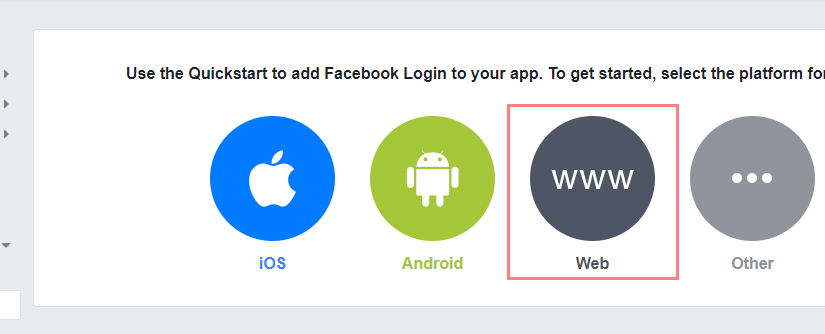 Use the Quickstart to add Facebook Login to your app. To get started, select the platform for
www
iOS
Android
Web
Other